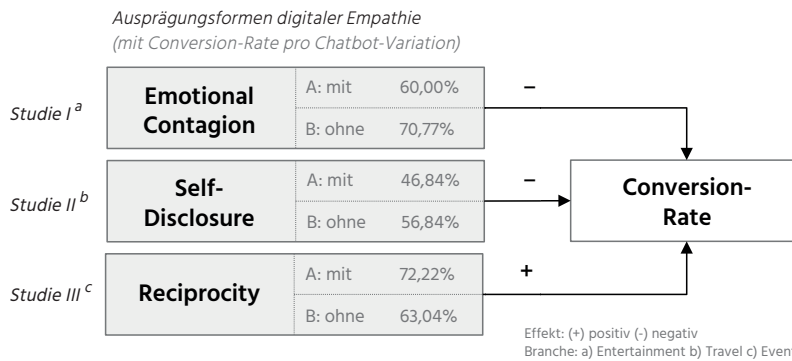 Ausprägungsformen digitaler Empathie
(mit Conversion-Rate pro Chatbot-Variation)
Studie I a
Emotional
Contagion
A: mit 60,00%
B: ohne 70,77%
–
Studie II b
Self-
Disclosure
A: mit 46,84%
B: ohne 56,84%
–
Conversion-
Rate
Studie III c
Reciprocity
A: mit 72,22%
B: ohne 63,04%
+
Effekt: (+) positiv (-) negativ
Branche: a) Entertainment b) Travel c) Event